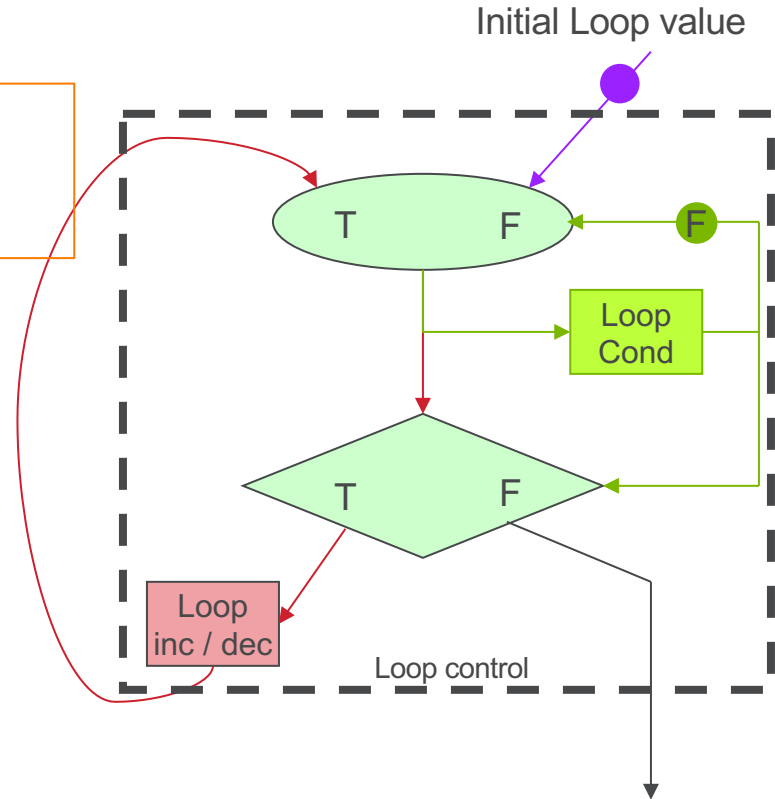 Initial Loop value
T F
F
Loop
Cond
T F
Loop
inc / dec
Loop control